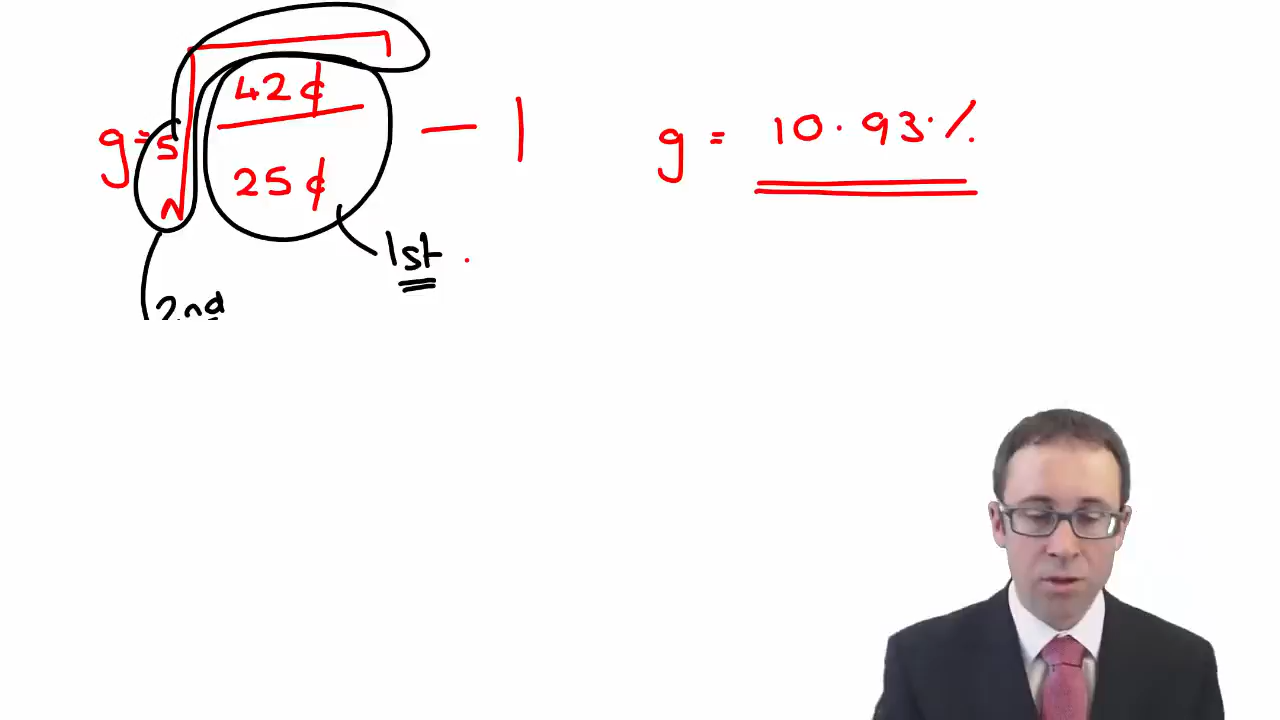 g = 5√ 42¢ / 25¢ − 1
g = 10.93%
1st
2nd